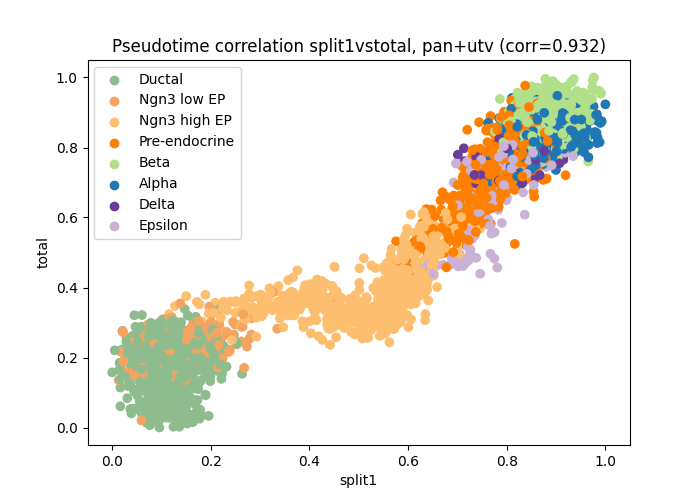 Pseudotime correlation split1vstotal, pan+utv (corr=0.932)
Ductal
Ngn3 low EP
Ngn3 high EP
Pre-endocrine
Beta
Alpha
Delta
Epsilon
1.0
0.8
0.6
0.4
0.2
0.0
total
0.0 0.2 0.4 0.6 0.8 1.0
split1